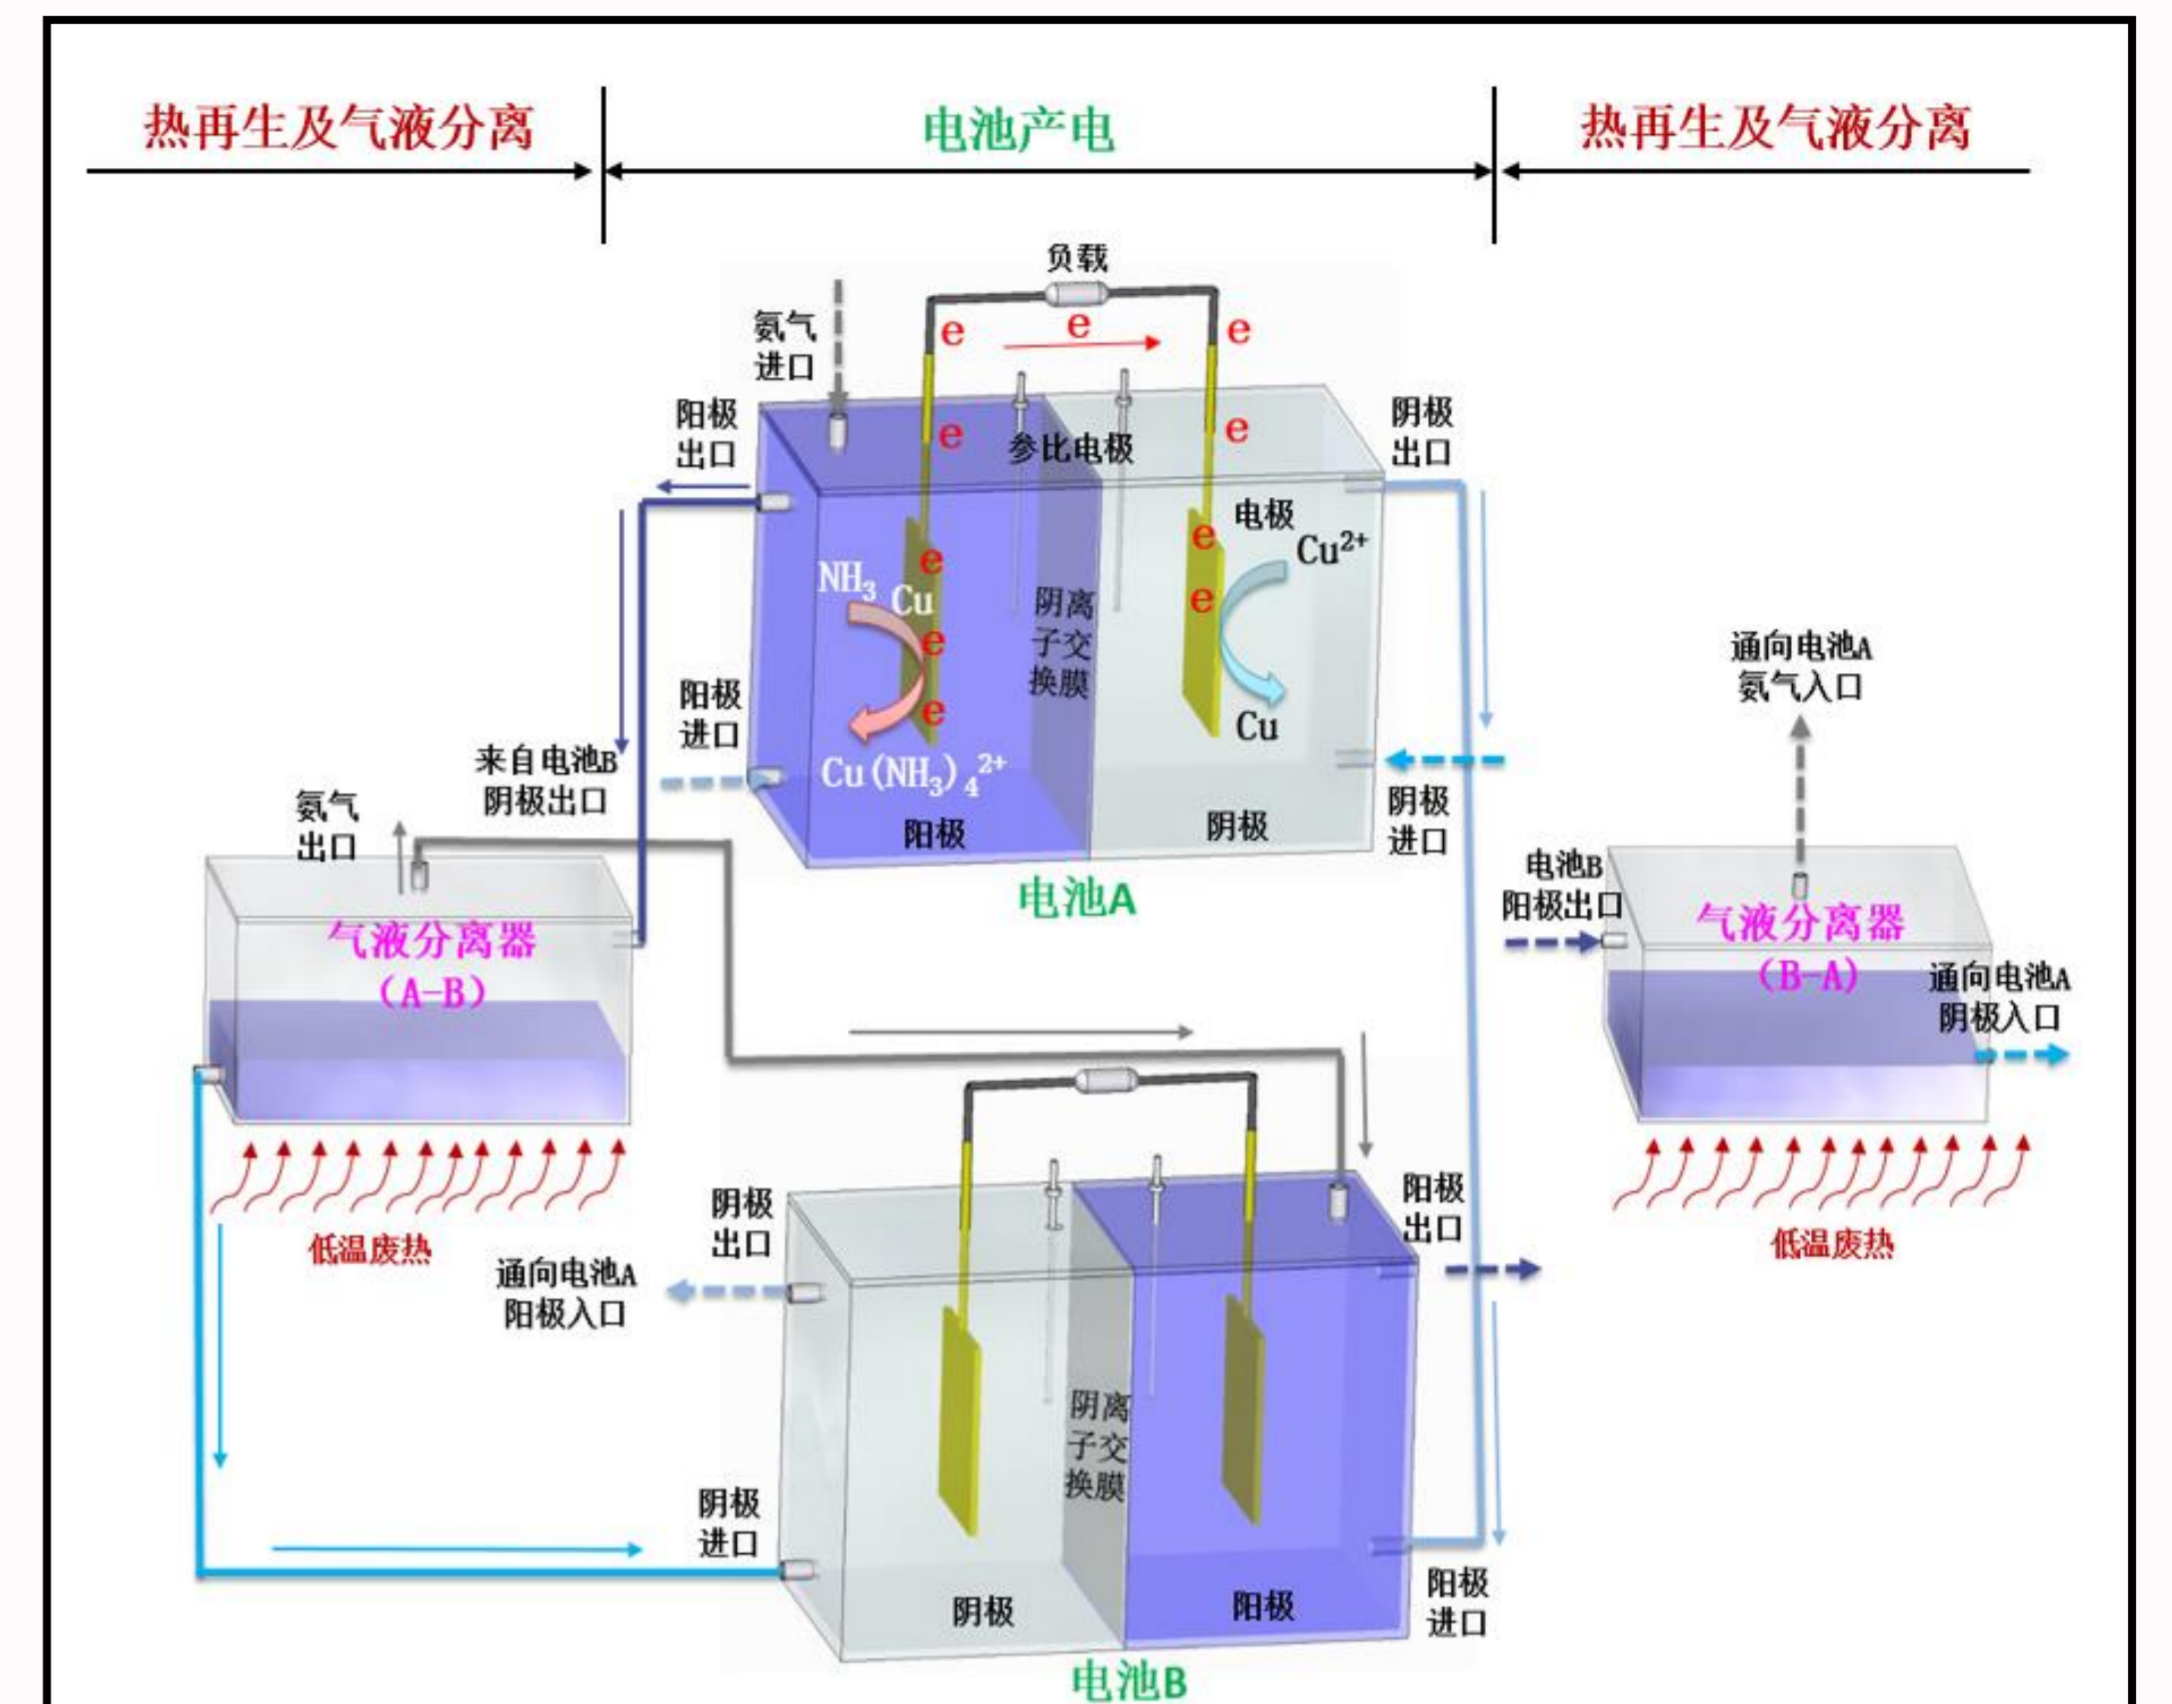 热再生及气液分离
电池产电
热再生及气液分离
负载
e
e
e
氨气
进口
阳极
出口
e
参比电极
e
阴极
出口
电极
Cu²⁺
e
e
NH₃
Cu
e
e
e
阴离
子交
换膜
Cu
阳极
进口
Cu(NH₃)₄²⁺
阳极
阴极
阴极
进口
电池A
来自电池B
阴极出口
氨气
出口
气液分离器
(A-B)
低温废热
通向电池A
氨气入口
电池B
阳极出口
气液分离器
(B-A)
通向电池A
阴极入口
低温废热
阴极
出口
通向电池A
阳极入口
阳极
出口
阴离
子交
换膜
阴极
进口
阴极
阳极
阳极
进口
电池B